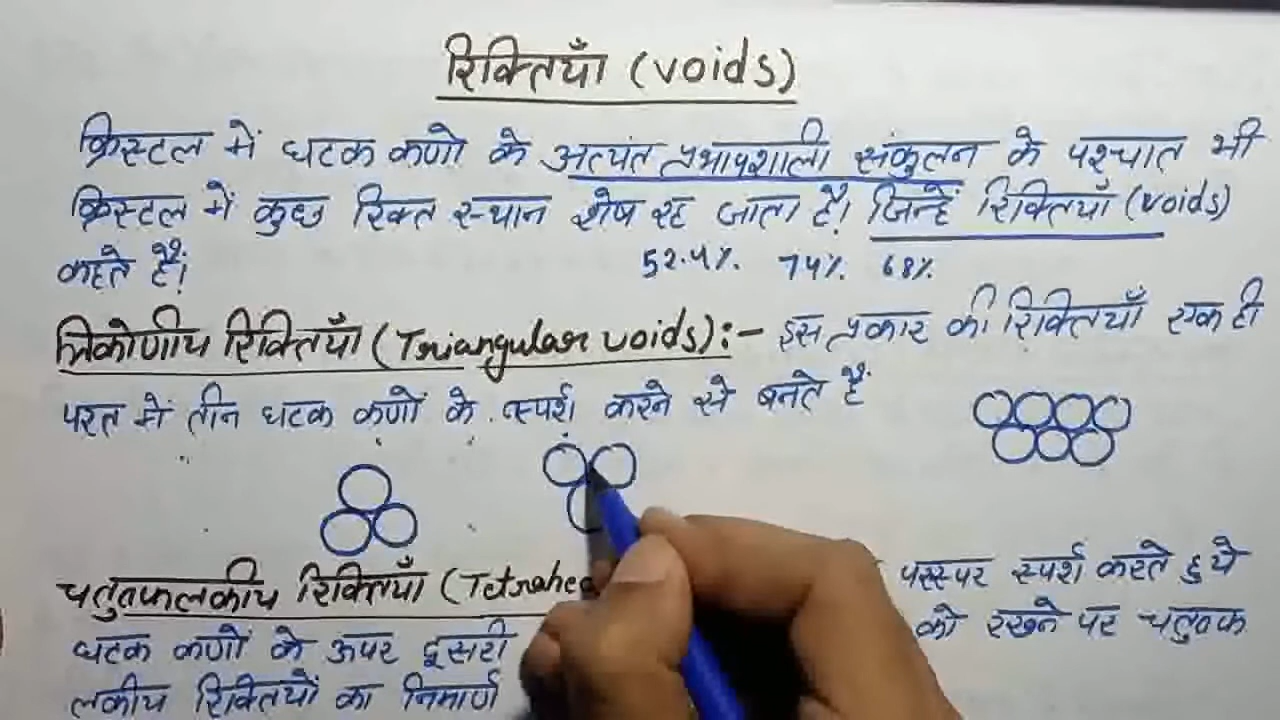 रिक्तियाँ (voids)
क्रिस्टल में घटक कणो के अत्यंत प्रभावशाली संकुलन के पश्चात भी
क्रिस्टल में कुछ रिक्त स्थान शेष रह जाता है। जिन्हें रिक्तियाँ (voids)
कहते हैं।
52.4% 74% 68%
त्रिकोणीय रिक्तियाँ (Triangular voids):- इस प्रकार की रिक्तियाँ एक ही
परत में तीन घटक कणों के स्पर्श करने से बनते हैं
चतुष्फलकीय रिक्तियाँ (Tetrahe परस्पर स्पर्श करते हुये
घटक कणों के ऊपर दूसरी को रखने पर चतुष्फ
लकीय रिक्तियों का निमार्ण